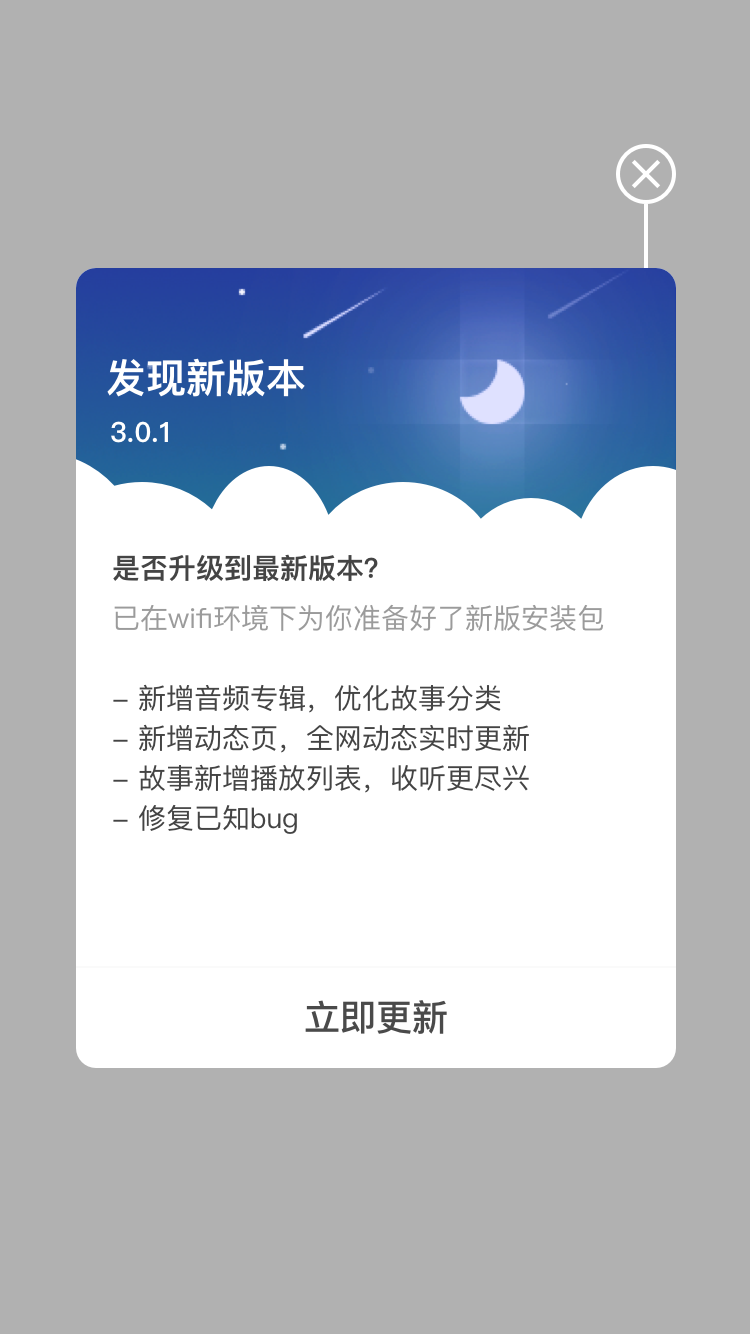 发现新版本
3.0.1
是否升级到最新版本?
已在wifi环境下为你准备好了新版安装包
– 新增音频专辑，优化故事分类
– 新增动态页，全网动态实时更新
– 故事新增播放列表，收听更尽兴
– 修复已知bug
立即更新